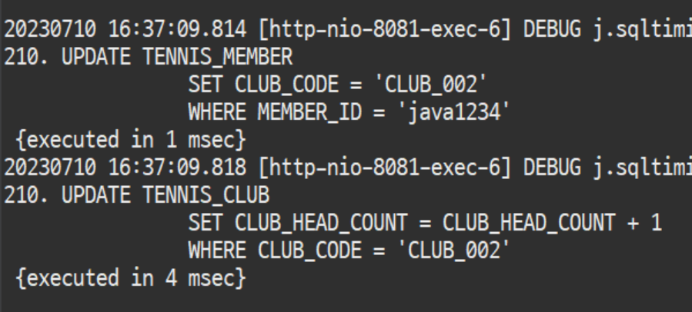 20230710 16:37:09.814 [http-nio-8081-exec-6] DEBUG j.sqltimi
210. UPDATE TENNIS_MEMBER
SET CLUB_CODE = 'CLUB_002'
WHERE MEMBER_ID = 'java1234'
{executed in 1 msec}
20230710 16:37:09.818 [http-nio-8081-exec-6] DEBUG j.sqltimi
210. UPDATE TENNIS_CLUB
SET CLUB_HEAD_COUNT = CLUB_HEAD_COUNT + 1
WHERE CLUB_CODE = 'CLUB_002'
{executed in 4 msec}